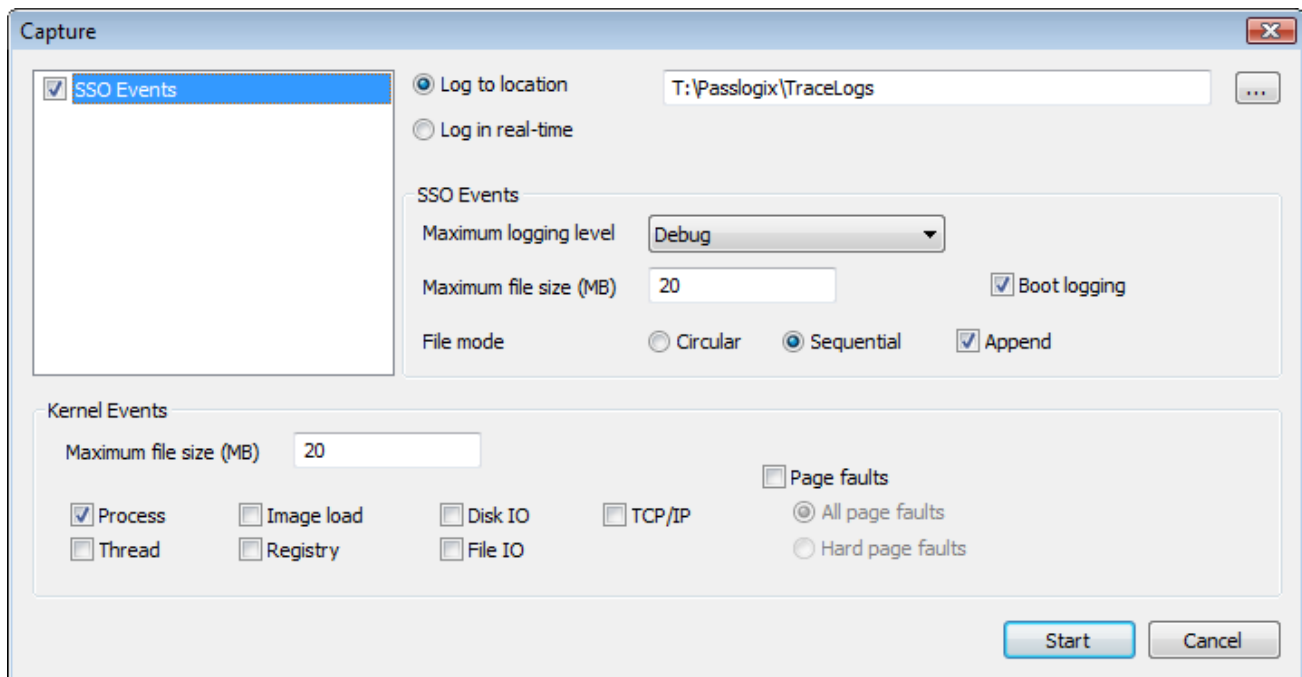 Capture
SSO Events
Log to location
T:\Passlogix\TraceLogs
...
Log in real-time
SSO Events
Maximum logging level
Debug
Maximum file size (MB)
20
Boot logging
File mode
Circular
Sequential
Append
Kernel Events
Maximum file size (MB)
20
Page faults
Process
Image load
Disk IO
TCP/IP
All page faults
Thread
Registry
File IO
Hard page faults
Start
Cancel